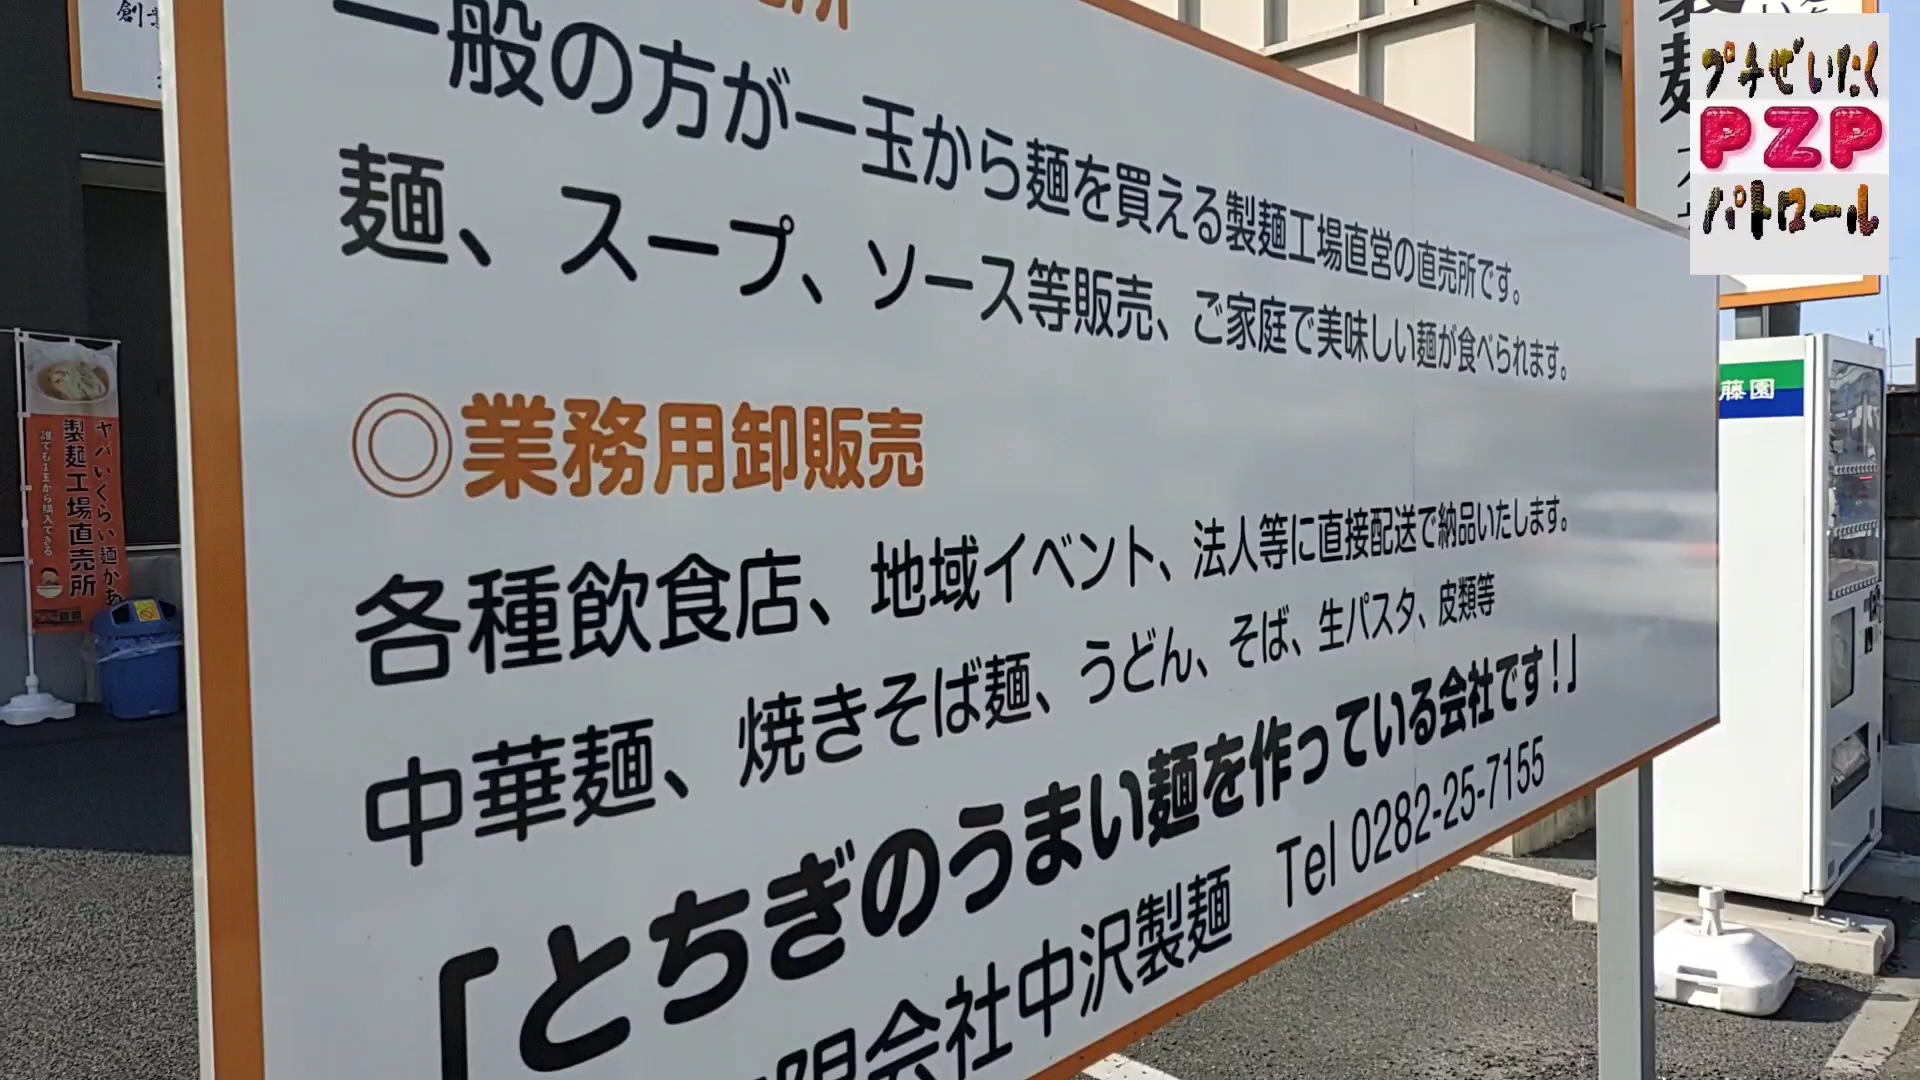 一般の方が一玉から麺を買える製麺工場直営の直売所です。
麺、スープ、ソース等販売、ご家庭で美味しい麺が食べられます。
◎業務用卸販売
各種飲食店、地域イベント、法人等に直接配送で納品いたします。
中華麺、焼きそば麺、うどん、そば、生パスタ、皮類等
「とちぎのうまい麺を作っている会社です！」
限会社中沢製麺 Tel 0282-25-7155
ヤバいくらい麺があ
製麺工場直売所
誰でも1玉から購入できる
藤園
プチぜいたく
PZP
パトロール